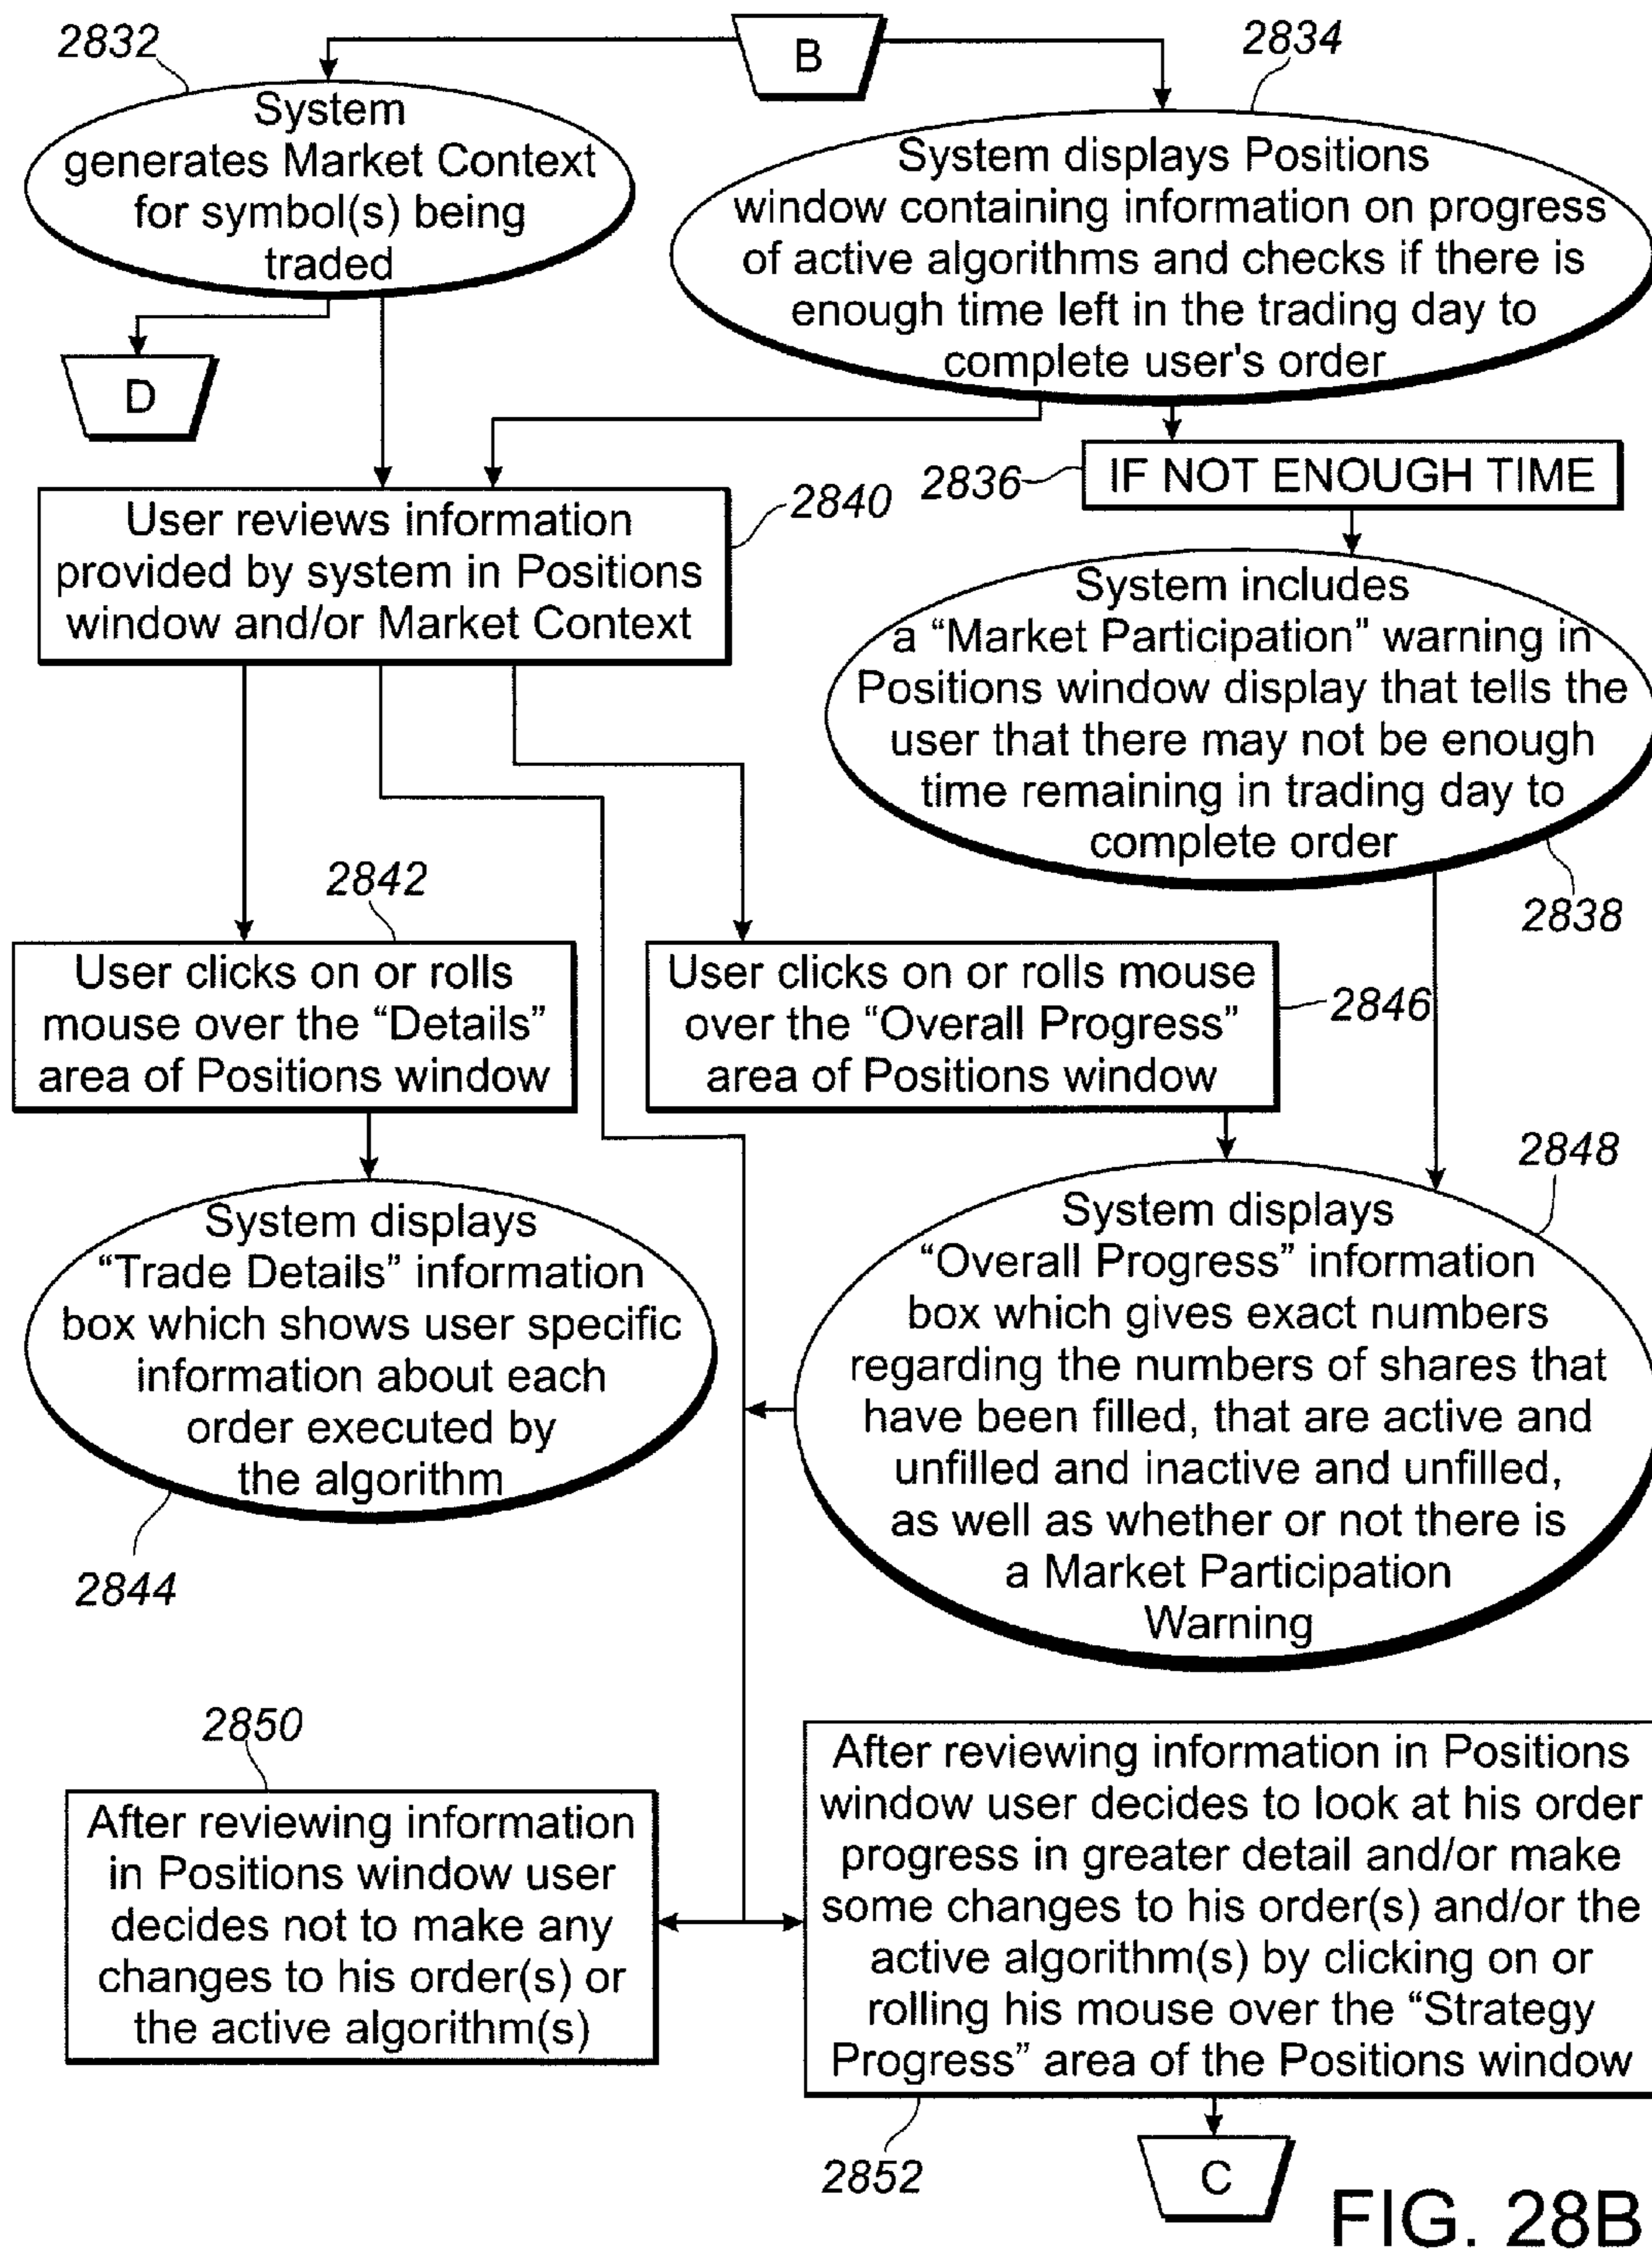 2832
B
2834
System
generates Market Context
for symbol(s) being
traded
System displays Positions
window containing information on progress
of active algorithms and checks if there is
enough time left in the trading day to
complete user's order
D
2836
IF NOT ENOUGH TIME
User reviews information
provided by system in Positions
window and/or Market Context
2840
System includes
a “Market Participation” warning in
Positions window display that tells the
user that there may not be enough
time remaining in trading day to
complete order
2838
2842
User clicks on or rolls
mouse over the “Details”
area of Positions window
User clicks on or rolls mouse
over the “Overall Progress”
area of Positions window
2846
2848
System displays
“Trade Details” information
box which shows user specific
information about each
order executed by
the algorithm
2844
System displays
“Overall Progress” information
box which gives exact numbers
regarding the numbers of shares that
have been filled, that are active and
unfilled and inactive and unfilled,
as well as whether or not there is
a Market Participation
Warning
2850
After reviewing information
in Positions window user
decides not to make any
changes to his order(s) or
the active algorithm(s)
After reviewing information in Positions
window user decides to look at his order
progress in greater detail and/or make
some changes to his order(s) and/or the
active algorithm(s) by clicking on or
rolling his mouse over the “Strategy
Progress” area of the Positions window
2852
C
FIG. 28B